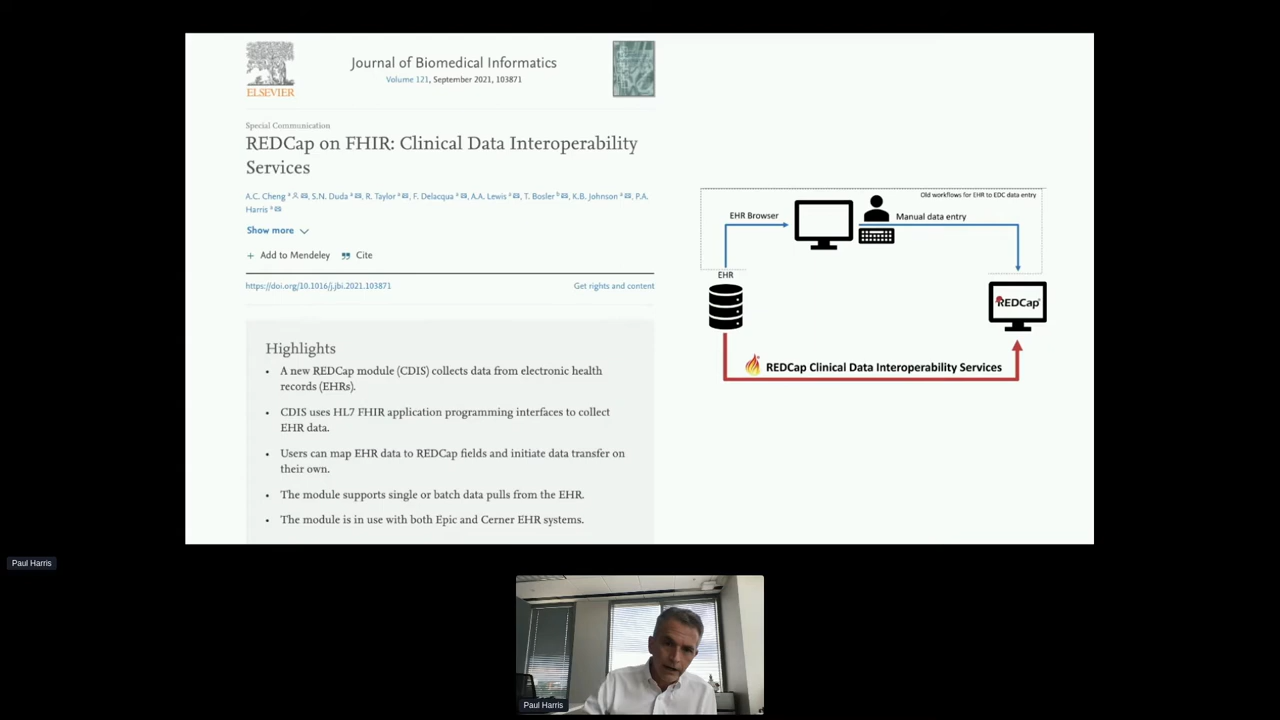 ELSEVIER
Journal of Biomedical Informatics
Volume 121, September 2021, 103871
Special Communication
REDCap on FHIR: Clinical Data Interoperability
Services
A.C. Cheng a, S.N. Duda a, R. Taylor a, F. Delacqua a, A.A. Lewis a, T. Bosler b, K.B. Johnson a, P.A.
Harris a
Show more
+ Add to Mendeley Cite
https://doi.org/10.1016/j.jbi.2021.103871 Get rights and content
Highlights
• A new REDCap module (CDIS) collects data from electronic health
records (EHRs).
• CDIS uses HL7 FHIR application programming interfaces to collect
EHR data.
• Users can map EHR data to REDCap fields and initiate data transfer on
their own.
• The module supports single or batch data pulls from the EHR.
• The module is in use with both Epic and Cerner EHR systems.
Old workflows for EHR to EDC data entry
EHR Browser
Manual data entry
EHR
REDCap
REDCap Clinical Data Interoperability Services
Paul Harris
Paul Harris